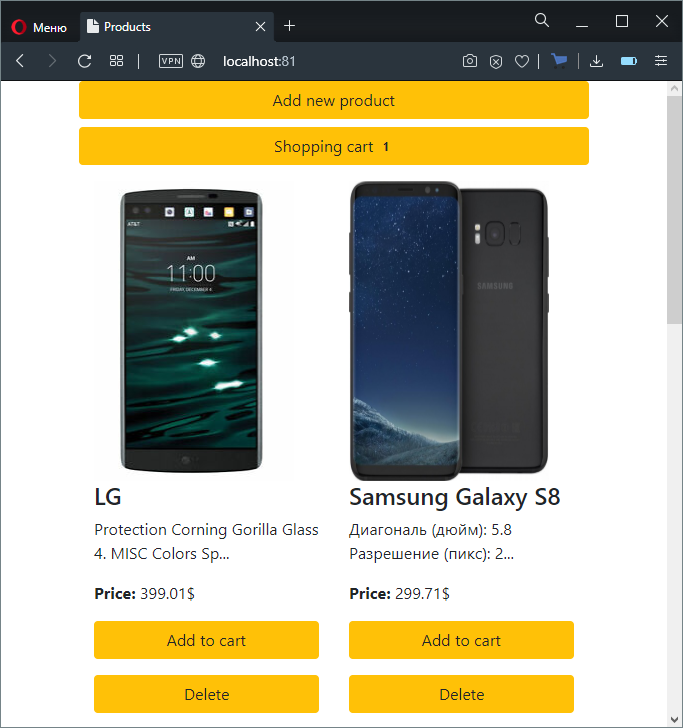 Меню
Products
VPN
localhost:81
Add new product
Shopping cart 1
AT&T
AM
11:00
FRIDAY, DECEMBER 4
SAMSUNG
LG
Samsung Galaxy S8
Protection Corning Gorilla Glass
4. MISC Colors Sp...
Диагональ (дюйм): 5.8
Разрешение (пикс): 2...
Price: 399.01$
Price: 299.71$
Add to cart
Add to cart
Delete
Delete